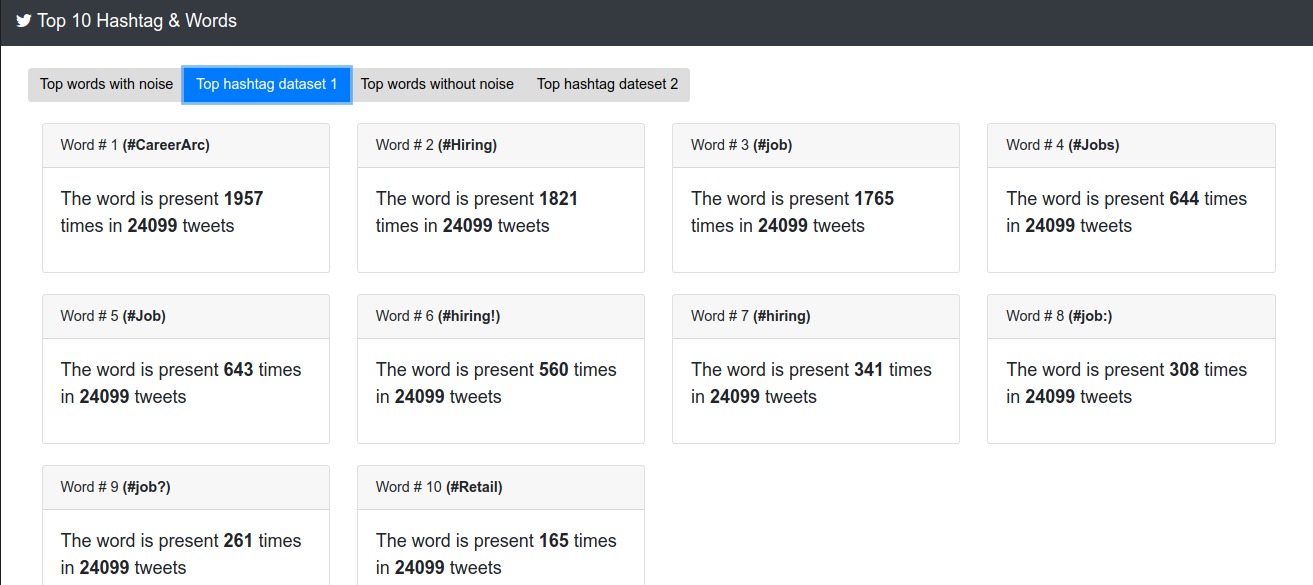 Top 10 Hashtag & Words
Top words with noise
Top hashtag dataset 1
Top words without noise
Top hashtag dateset 2
Word # 1 (#CareerArc)
The word is present 1957
times in 24099 tweets
Word # 2 (#Hiring)
The word is present 1821
times in 24099 tweets
Word # 3 (#job)
The word is present 1765
times in 24099 tweets
Word # 4 (#Jobs)
The word is present 644 times
in 24099 tweets
Word # 5 (#Job)
The word is present 643 times
in 24099 tweets
Word # 6 (#hiring!)
The word is present 560 times
in 24099 tweets
Word # 7 (#hiring)
The word is present 341 times
in 24099 tweets
Word # 8 (#job:)
The word is present 308 times
in 24099 tweets
Word # 9 (#job?)
The word is present 261 times
in 24099 tweets
Word # 10 (#Retail)
The word is present 165 times
in 24099 tweets